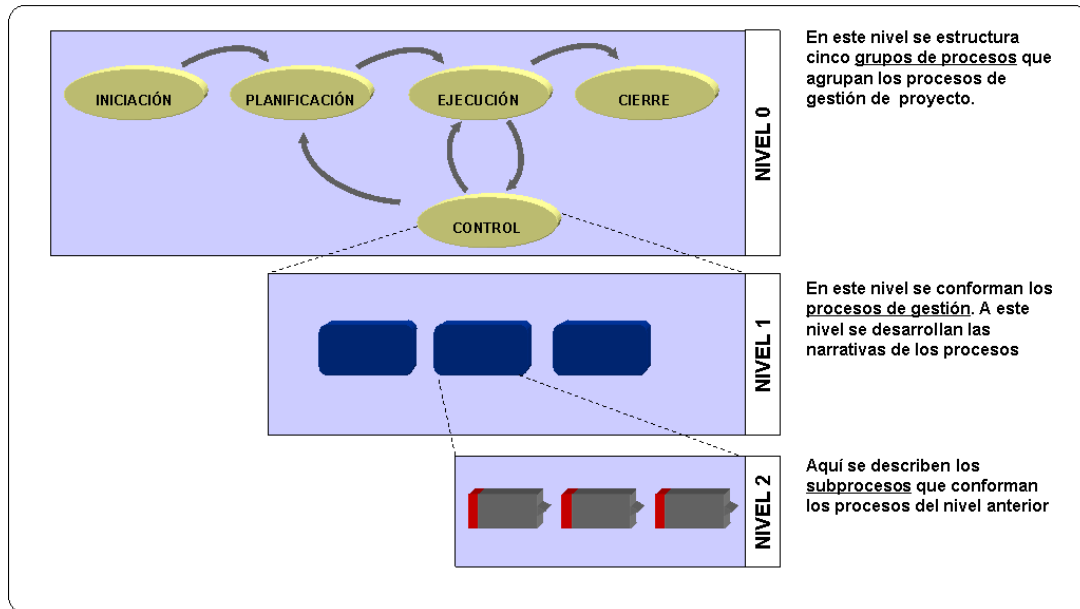 INICIACIÓN
PLANIFICACIÓN
EJECUCIÓN
CIERRE
CONTROL
NIVEL 0
En este nivel se estructura
cinco grupos de procesos que
agrupan los procesos de
gestión de proyecto.
NIVEL 1
En este nivel se conforman los
procesos de gestión. A este
nivel se desarrollan las
narrativas de los procesos
NIVEL 2
Aquí se describen los
subprocesos que conforman
los procesos del nivel anterior